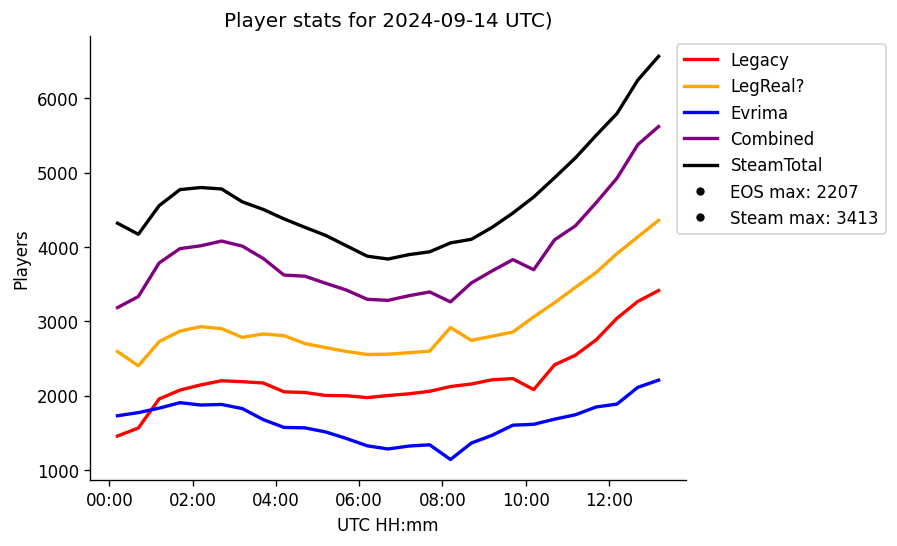 Player stats for 2024-09-14 UTC)
Legacy
LegReal?
Evrima
Combined
SteamTotal
EOS max: 2207
Steam max: 3413
Players
6000
5000
4000
3000
2000
1000
00:00 02:00 04:00 06:00 08:00 10:00 12:00
UTC HH:mm